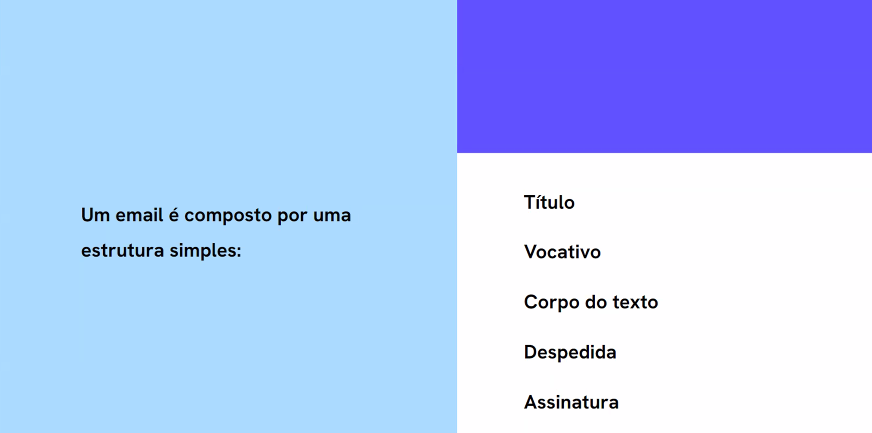 Um email é composto por uma
estrutura simples:
Título
Vocativo
Corpo do texto
Despedida
Assinatura